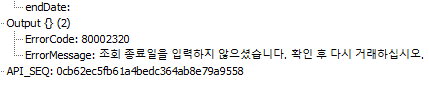 endDate:
Output {} (2)
ErrorCode: 80002320
ErrorMessage: 조회 종료일을 입력하지 않으셨습니다. 확인 후 다시 거래하십시오.
API_SEQ: 0cb62ec5fb61a4bedc364ab8e79a9558